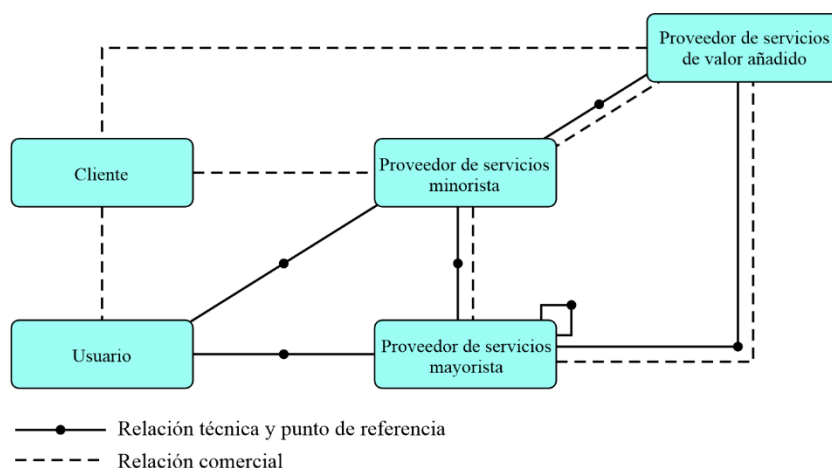 Proveedor de servicios
de valor añadido
Cliente
Proveedor de servicios
minorista
Usuario
Proveedor de servicios
mayorista
Relación técnica y punto de referencia
Relación comercial